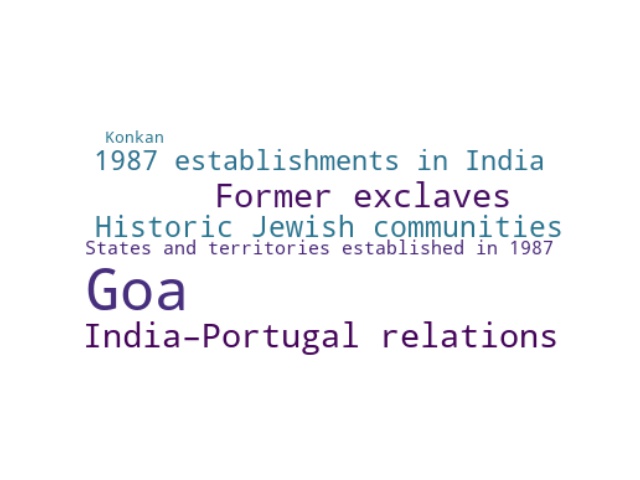 Konkan
1987 establishments in India
Former exclaves
Historic Jewish communities
States and territories established in 1987
Goa
India–Portugal relations